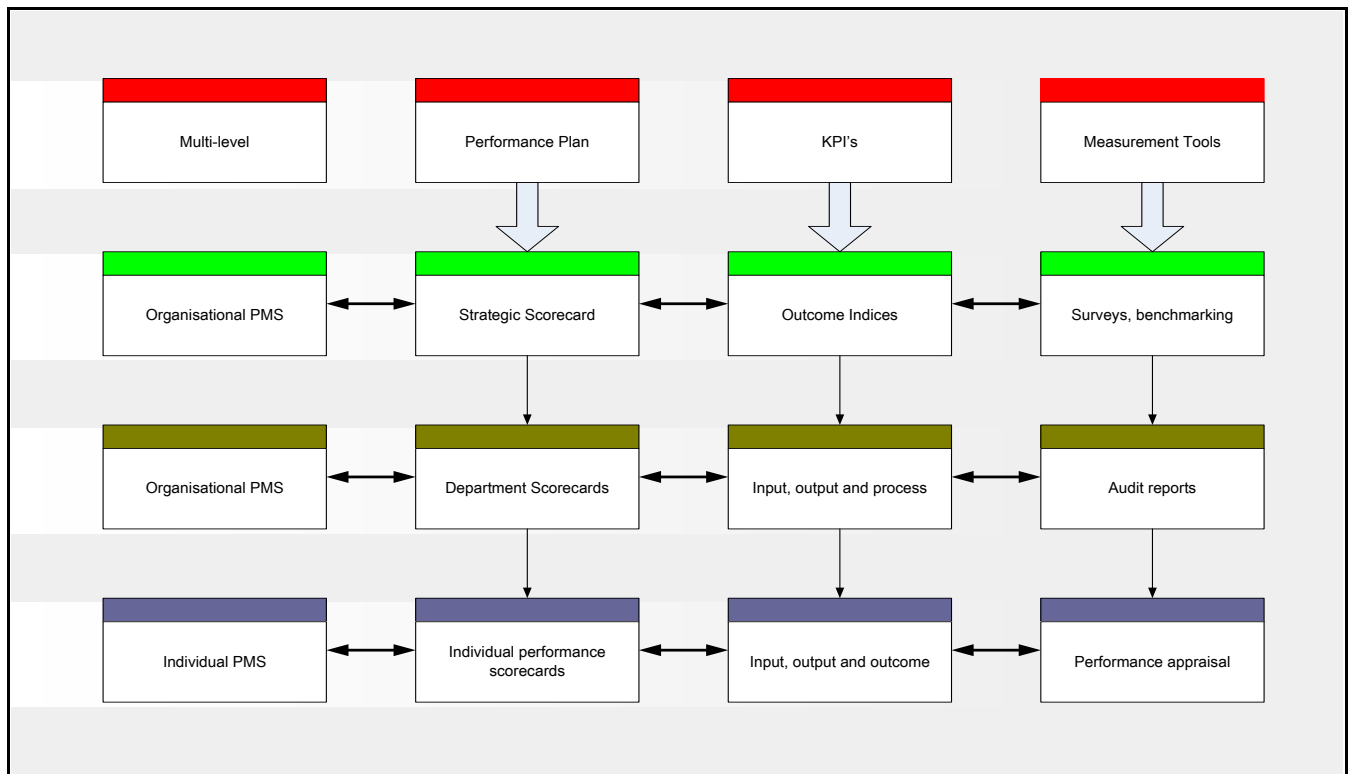 Multi-level
Performance Plan
KPI's
Measurement Tools
Organisational PMS
Strategic Scorecard
Outcome Indices
Surveys, benchmarking
Organisational PMS
Department Scorecards
Input, output and process
Audit reports
Individual PMS
Individual performance
scorecards
Input, output and outcome
Performance appraisal